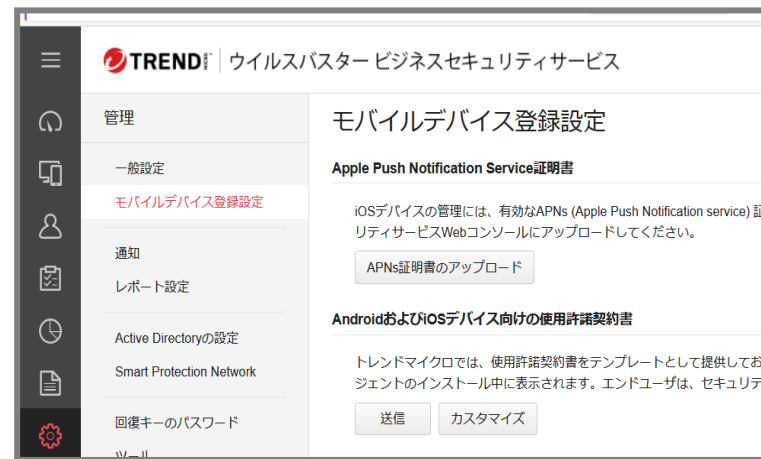 TREND MICRO ウイルスバスター ビジネスセキュリティサービス
管理
一般設定
モバイルデバイス登録設定
通知
レポート設定
Active Directoryの設定
Smart Protection Network
回復キーのパスワード
ツール
モバイルデバイス登録設定
Apple Push Notification Service証明書
iOSデバイスの管理には、有効なAPNs (Apple Push Notification service) 証
リティサービスWebコンソールにアップロードしてください。
APNs証明書のアップロード
AndroidおよびiOSデバイス向けの使用許諾契約書
トレンドマイクロでは、使用許諾契約書をテンプレートとして提供してお
ジェントのインストール中に表示されます。エンドユーザは、セキュリテ
送信
カスタマイズ